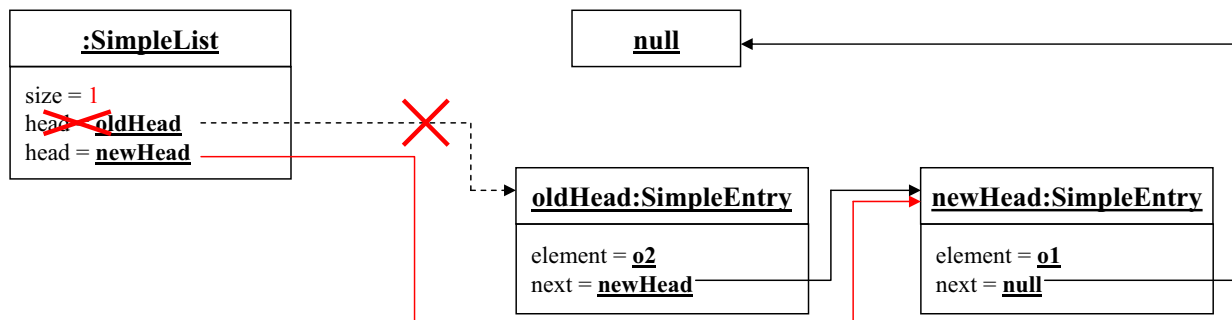 :SimpleList
null
size = 1
head = oldHead
head = newHead
oldHead:SimpleEntry
newHead:SimpleEntry
element = o2
next = newHead
element = o1
next = null